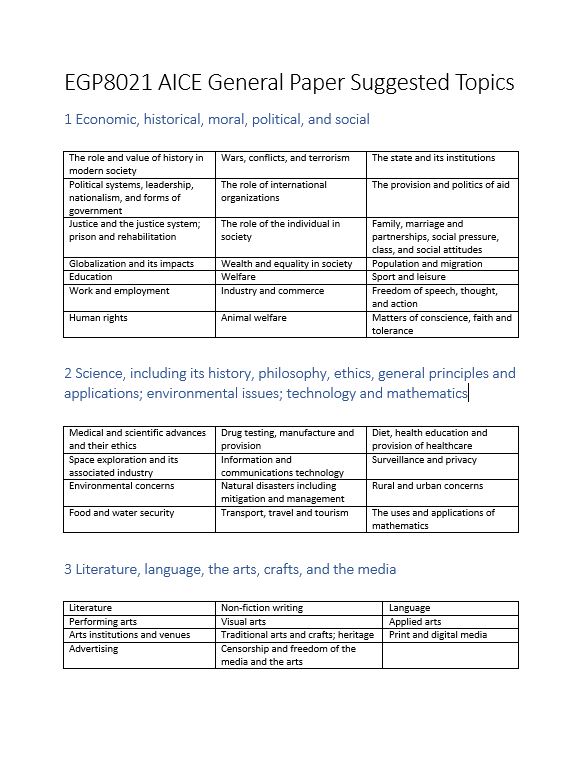 EGP8021 AICE General Paper Suggested Topics
1 Economic, historical, moral, political, and social
The role and value of history in
modern society
Wars, conflicts, and terrorism
The state and its institutions
Political systems, leadership,
nationalism, and forms of
government
The role of international
organizations
The provision and politics of aid
Justice and the justice system;
prison and rehabilitation
The role of the individual in
society
Family, marriage and
partnerships, social pressure,
class, and social attitudes
Globalization and its impacts
Wealth and equality in society
Population and migration
Education
Welfare
Sport and leisure
Work and employment
Industry and commerce
Freedom of speech, thought,
and action
Human rights
Animal welfare
Matters of conscience, faith and
tolerance
2 Science, including its history, philosophy, ethics, general principles and
applications; environmental issues; technology and mathematics
Medical and scientific advances
and their ethics
Drug testing, manufacture and
provision
Diet, health education and
provision of healthcare
Space exploration and its
associated industry
Information and
communications technology
Surveillance and privacy
Environmental concerns
Natural disasters including
mitigation and management
Rural and urban concerns
Food and water security
Transport, travel and tourism
The uses and applications of
mathematics
3 Literature, language, the arts, crafts, and the media
Literature
Non-fiction writing
Language
Performing arts
Visual arts
Applied arts
Arts institutions and venues
Traditional arts and crafts; heritage
Print and digital media
Advertising
Censorship and freedom of the
media and the arts